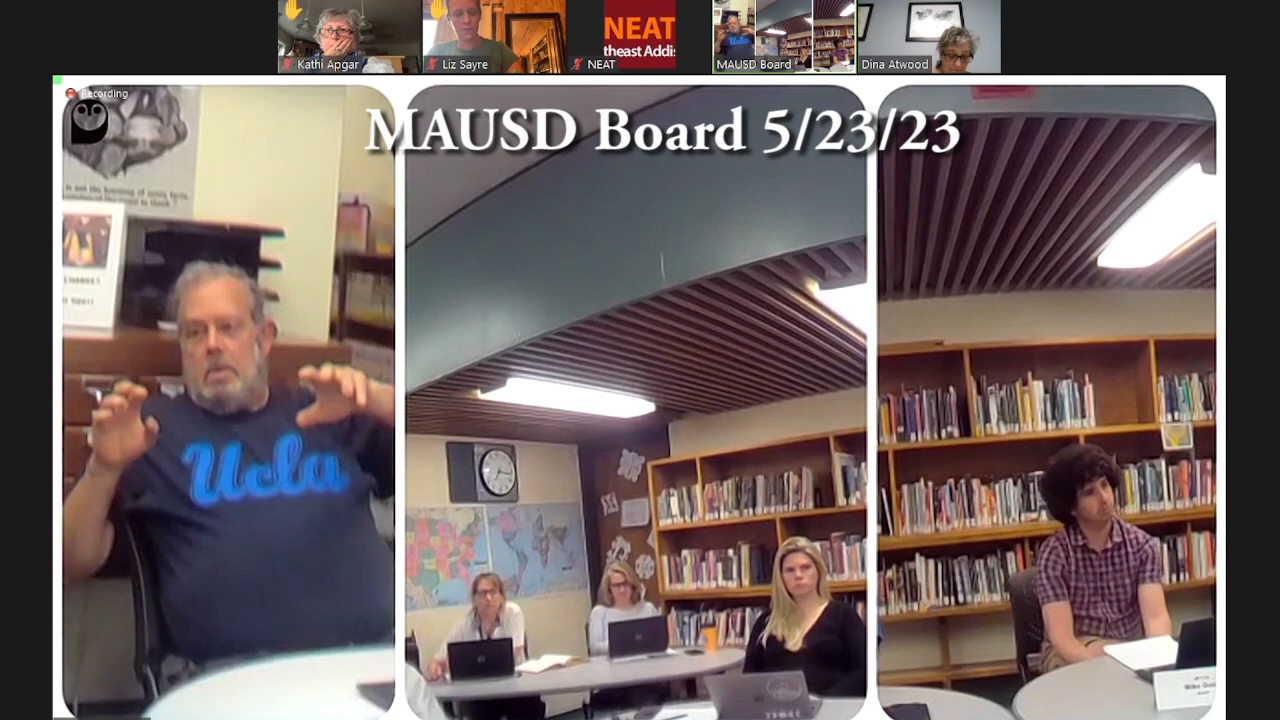 NEAT
theast Addis
Kathi Apgar
Liz Sayre
NEAT
MAUSD Board
Dina Atwood
Recording
MAUSD Board 5/23/23
Ucla